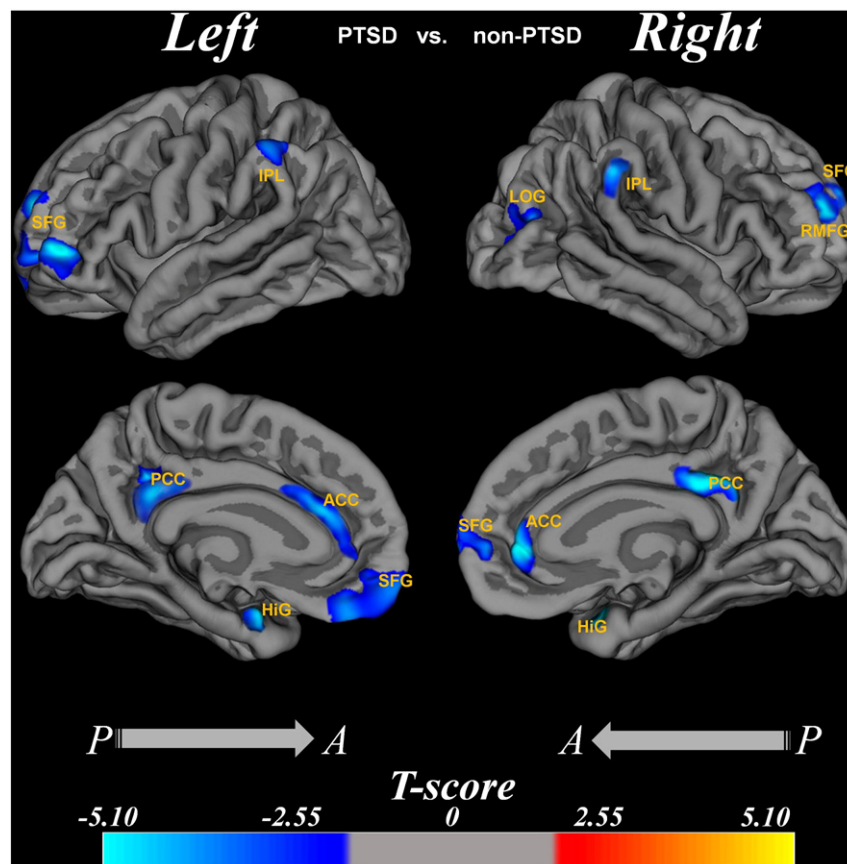 Left PTSD vs. non-PTSD Right
IPL
SFG
LOG
IPL
SFG
RMFG
PCC
ACC
SFG
HiG
PCC
ACC
SFG
HiG
P A A P
T-score
-5.10 -2.55 0 2.55 5.10